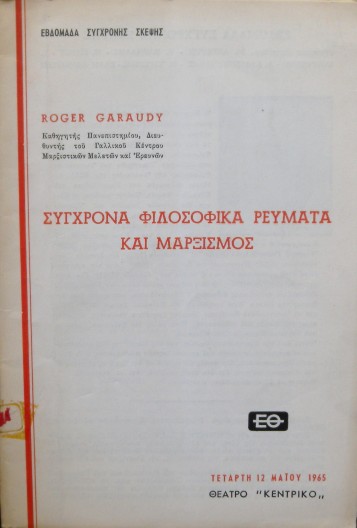 ΕΒΔΟΜΑΔΑ ΣΥΓΧΡΟΝΗΣ ΣΚΕΨΗΣ
ROGER GARAUDY
Καθηγητής Πανεπιστημίου, Διευ-
θυντής τοῦ Γαλλικοῦ Κέντρου
Μαρξιστικῶν Μελετῶν καί Ἐρευνῶν
ΣΥΓΧΡΟΝΑ ΦΙΛΟΣΟΦΙΚΑ ΡΕΥΜΑΤΑ
ΚΑΙ ΜΑΡΞΙΣΜΟΣ
ΕΘ
ΤΕΤΑΡΤΗ 12 ΜΑΪΟΥ 1965
ΘΕΑΤΡΟ "ΚΕΝΤΡΙΚΟ„